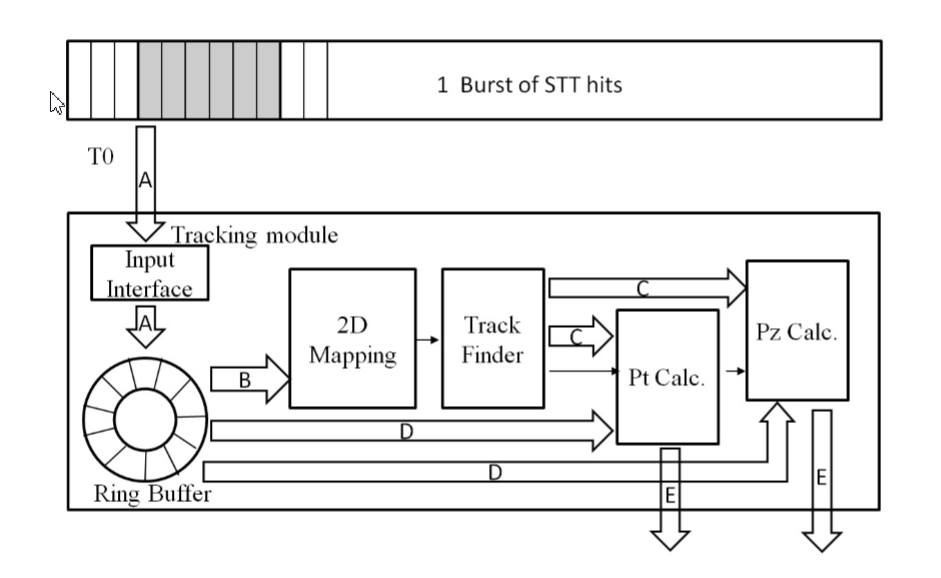 1 Burst of STT hits
T0
A
Tracking module
Input
Interface
A
2D
Mapping
Track
Finder
C
C
Pz Calc.
Pt Calc.
B
D
D
Ring Buffer
E
E